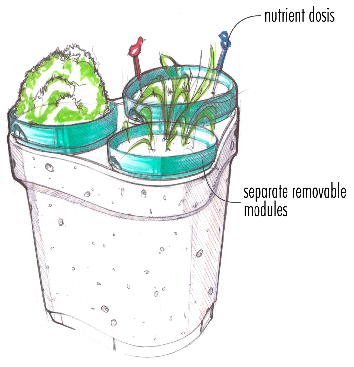 nutrient dosis
separate removable
modules